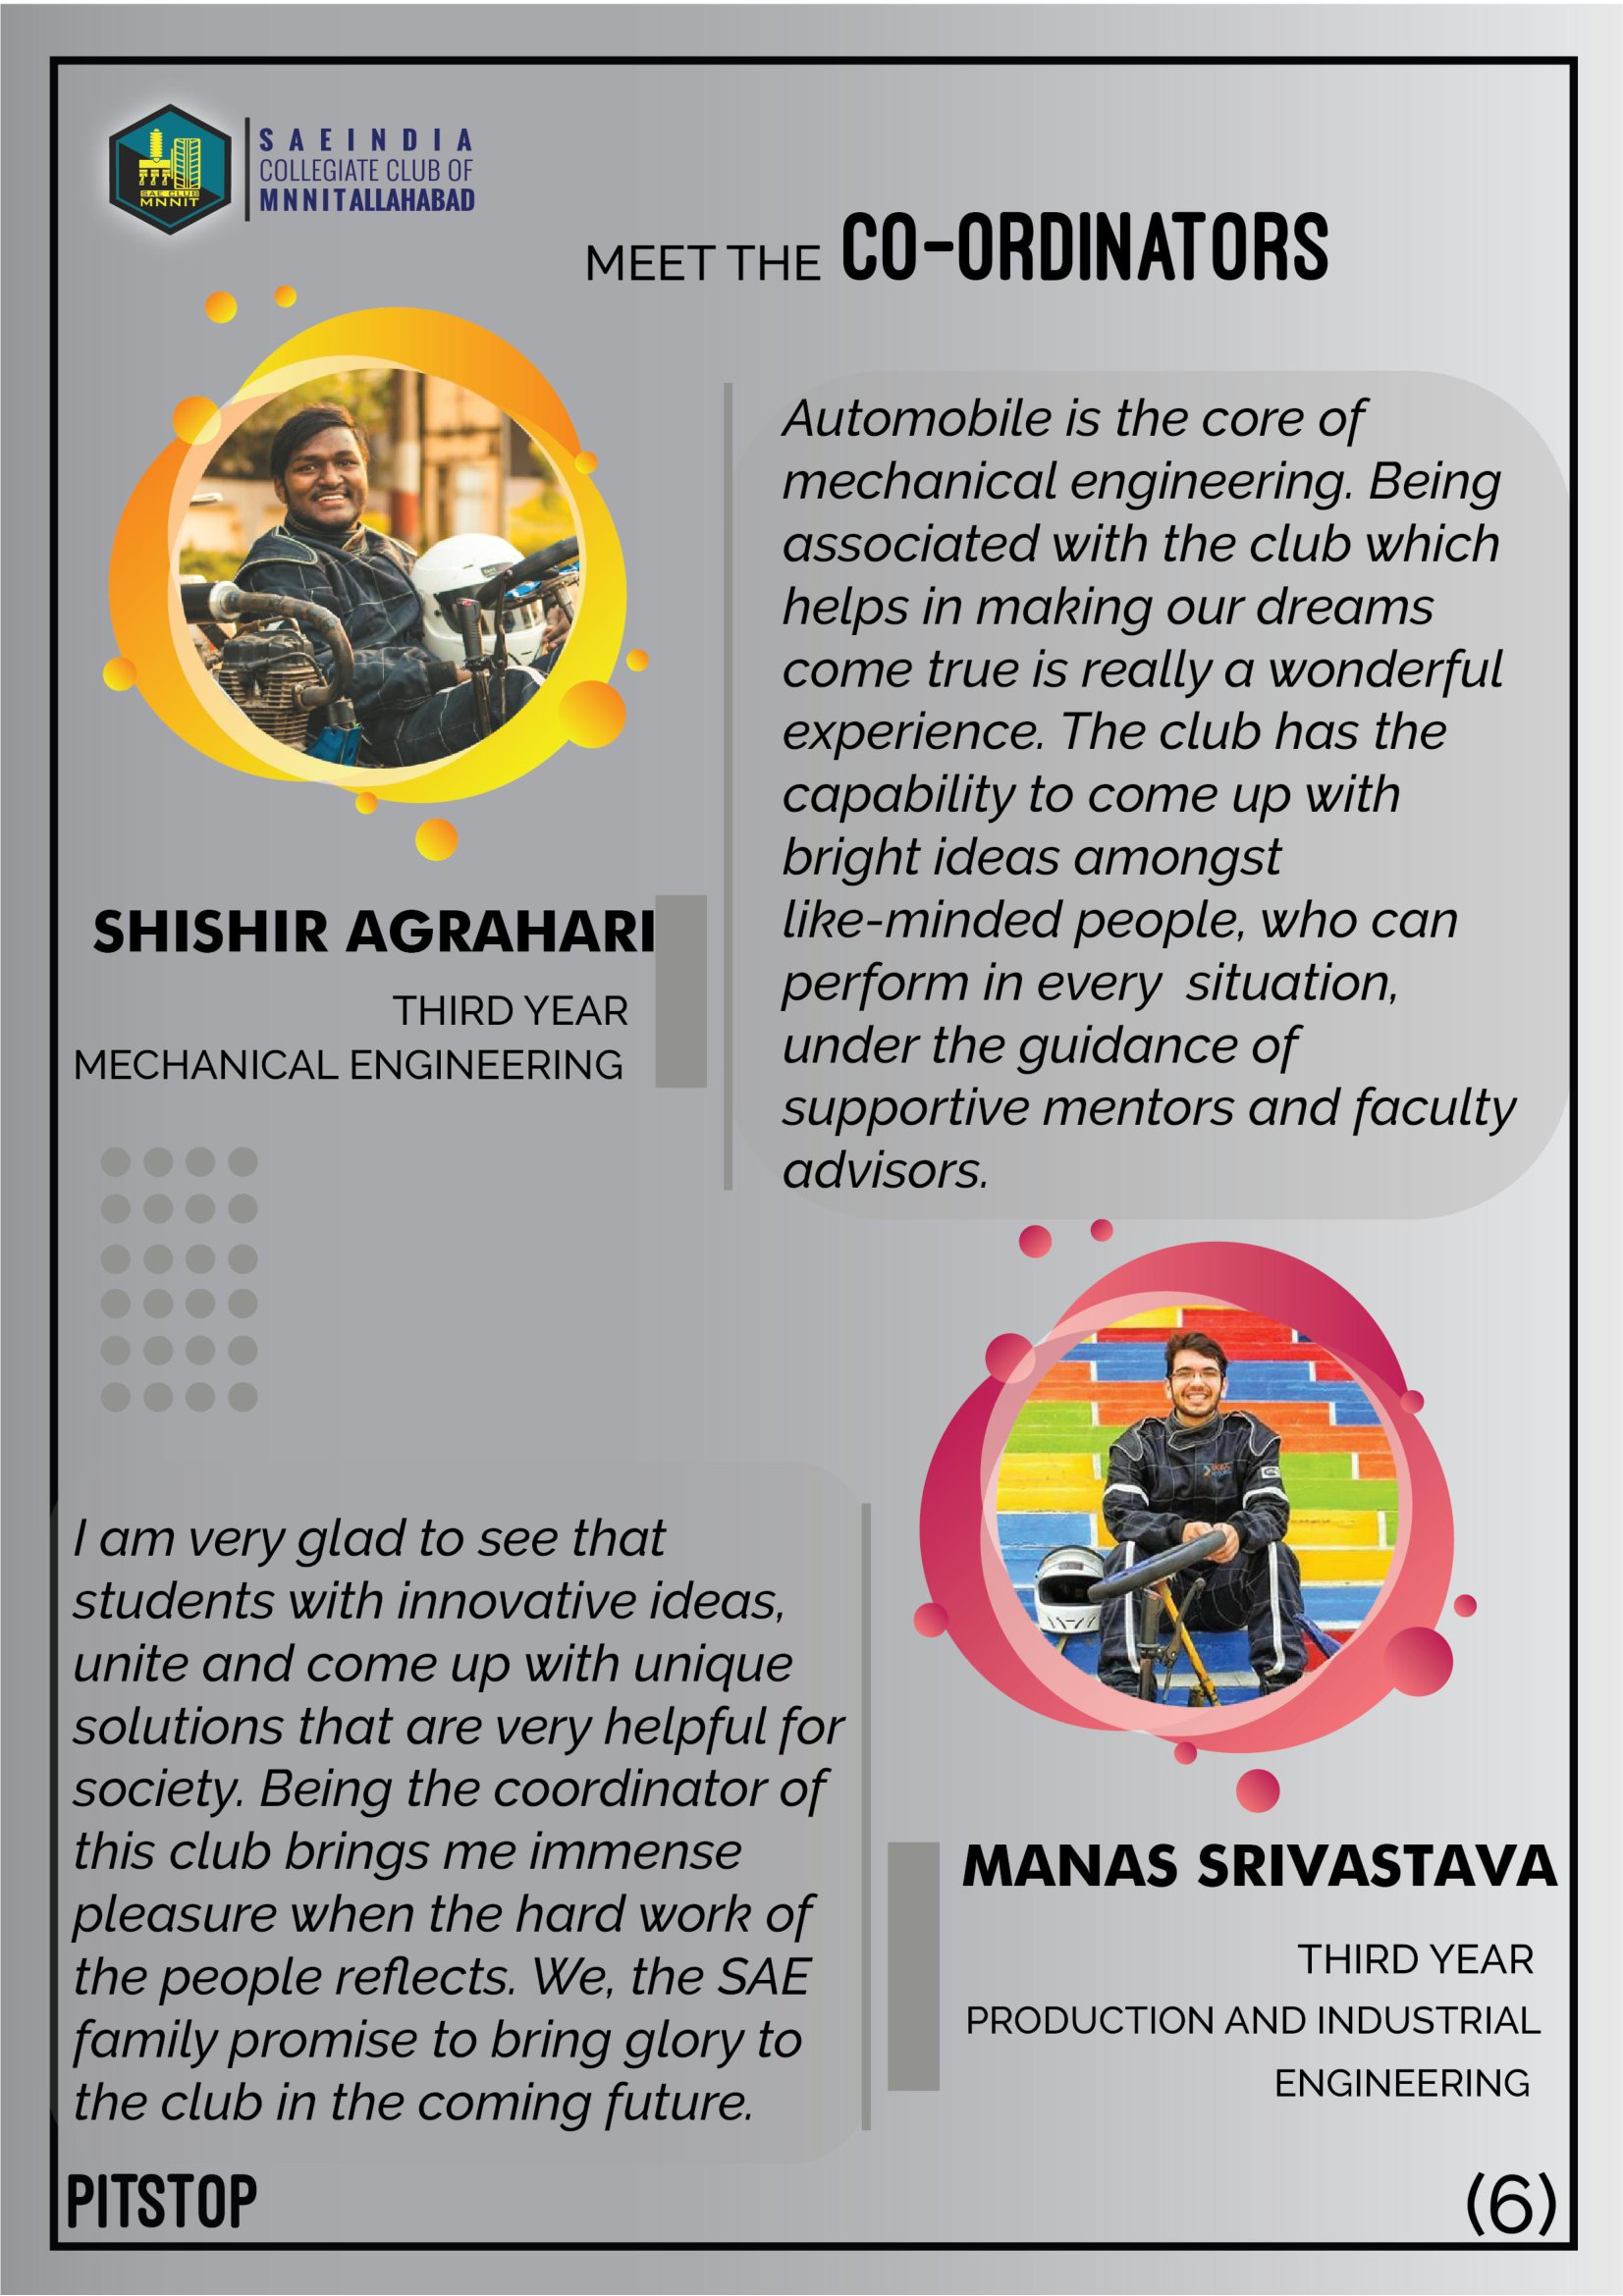 SAE CLUB
MNNIT
SAEINDIA
COLLEGIATE CLUB OF
MNNIT ALLAHABAD
MEET THE CO-ORDINATORS
Automobile is the core of
mechanical engineering. Being
associated with the club which
helps in making our dreams
come true is really a wonderful
experience. The club has the
capability to come up with
bright ideas amongst
like-minded people, who can
perform in every situation,
under the guidance of
supportive mentors and faculty
advisors.
SHISHIR AGRAHARI
THIRD YEAR
MECHANICAL ENGINEERING
I am very glad to see that
students with innovative ideas,
unite and come up with unique
solutions that are very helpful for
society. Being the coordinator of
this club brings me immense
pleasure when the hard work of
the people reflects. We, the SAE
family promise to bring glory to
the club in the coming future.
MANAS SRIVASTAVA
THIRD YEAR
PRODUCTION AND INDUSTRIAL
ENGINEERING
PITSTOP
(6)